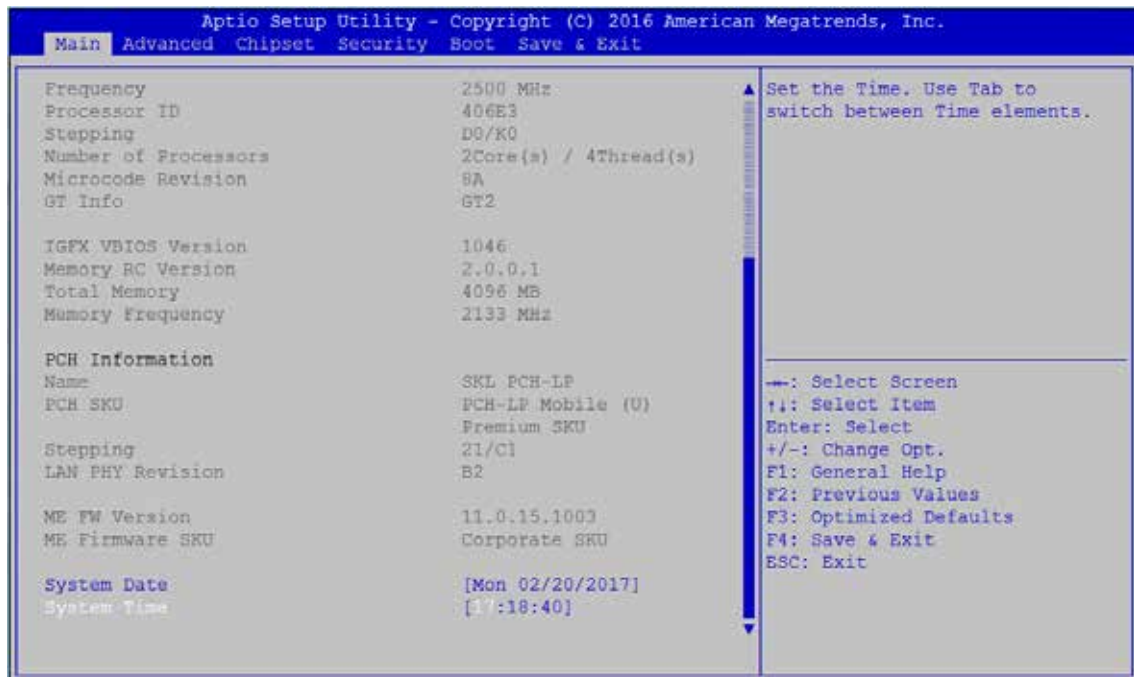 Aptio Setup Utility - Copyright (C) 2016 American Megatrends, Inc.
Main Advanced Chipset Security Boot Save & Exit
Frequency 2500 MHz
Processor ID 406E3
Stepping D0/K0
Number of Processors 2Core(s) / 4Thread(s)
Microcode Revision 8A
GT Info GT2
IGFX VBIOS Version 1046
Memory RC Version 2.0.0.1
Total Memory 4096 MB
Memory Frequency 2133 MHz
PCH Information
Name SKL PCH-LP
PCH SKU PCH-LP Mobile (U)
Premium SKU
Stepping 21/C1
LAN PHY Revision B2
ME FW Version 11.0.15.1003
ME Firmware SKU Corporate SKU
System Date [Mon 02/20/2017]
System Time [17:18:40]
Set the Time. Use Tab to
switch between Time elements.
→←: Select Screen
↑↓: Select Item
Enter: Select
+/-: Change Opt.
F1: General Help
F2: Previous Values
F3: Optimized Defaults
F4: Save & Exit
ESC: Exit